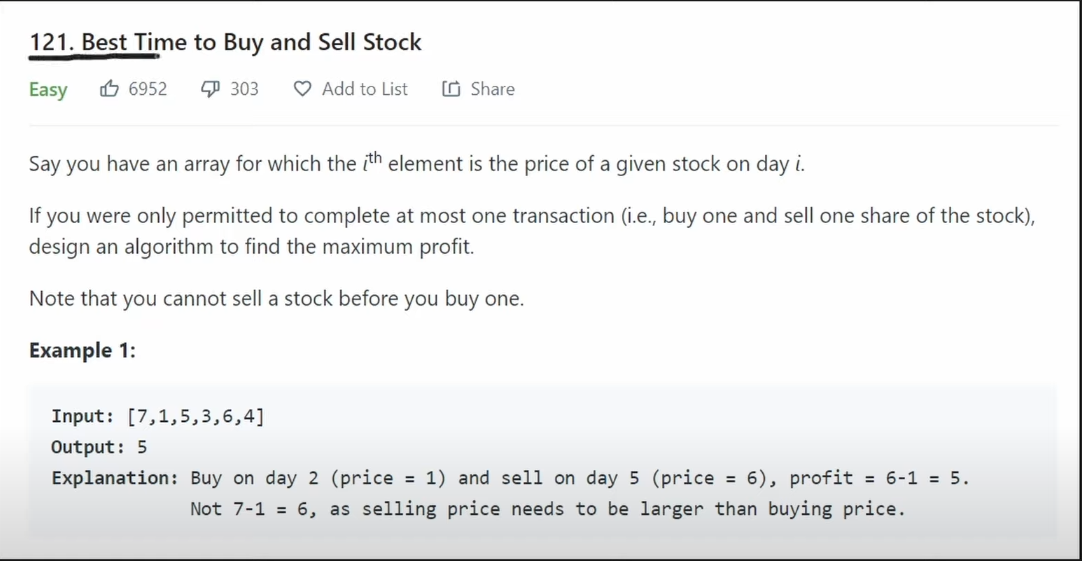 121. Best Time to Buy and Sell Stock
Easy 6952 303 Add to List Share
Say you have an array for which the ith element is the price of a given stock on day i.
If you were only permitted to complete at most one transaction (i.e., buy one and sell one share of the stock),
design an algorithm to find the maximum profit.
Note that you cannot sell a stock before you buy one.
Example 1:
Input: [7,1,5,3,6,4]
Output: 5
Explanation: Buy on day 2 (price = 1) and sell on day 5 (price = 6), profit = 6-1 = 5.
Not 7-1 = 6, as selling price needs to be larger than buying price.